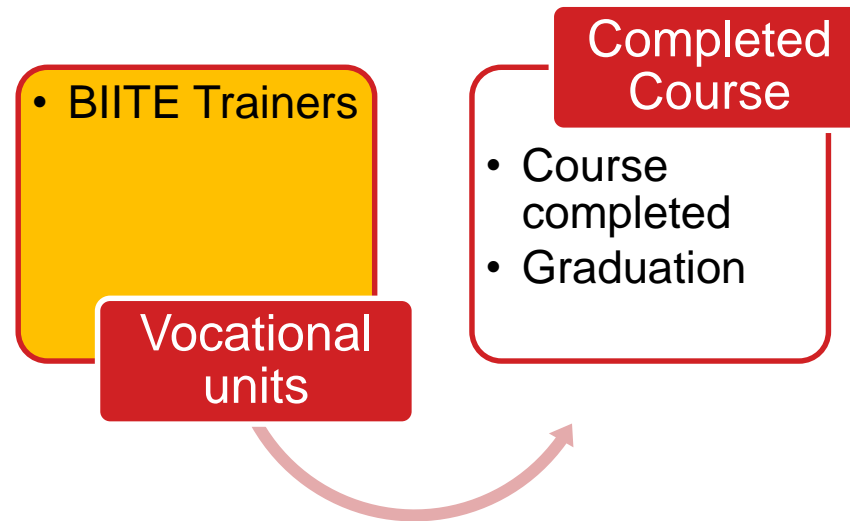 • BIITE Trainers
Vocational
units
Completed
Course
• Course
completed
• Graduation